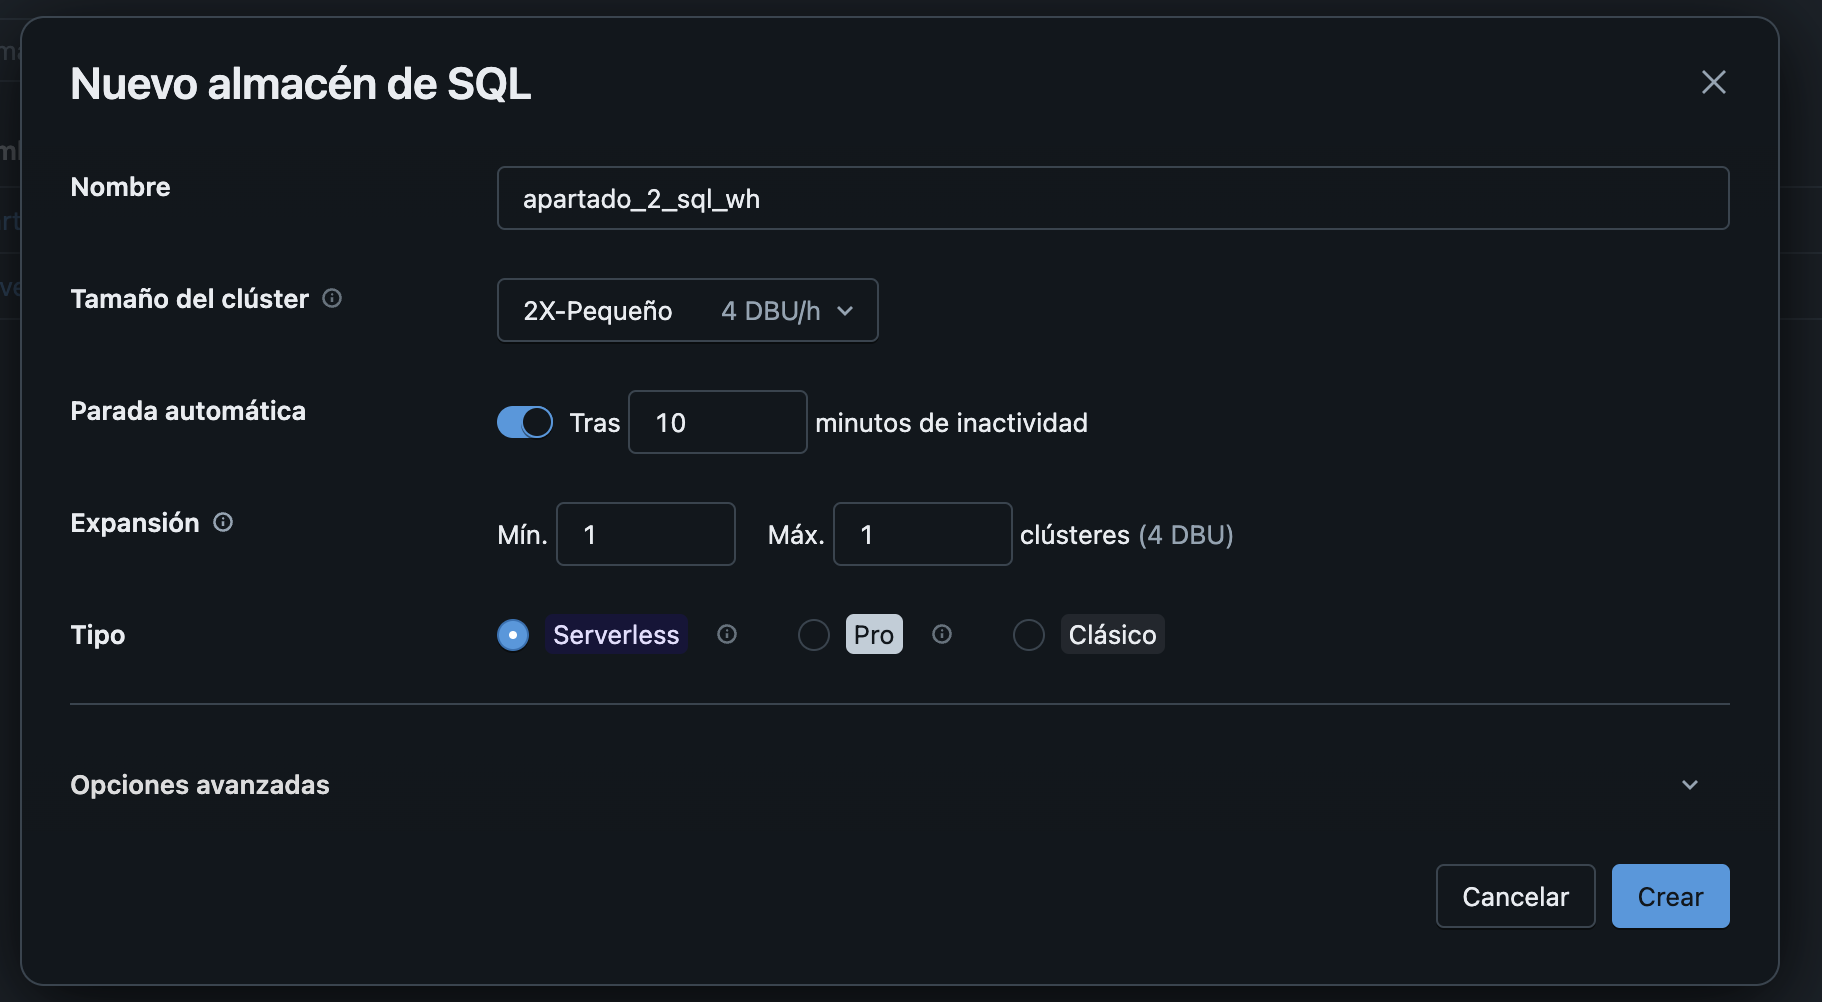 Nuevo almacén de SQL
Nombre
apartado_2_sql_wh
Tamaño del clúster
2X-Pequeño 4 DBU/h
Parada automática
Tras 10 minutos de inactividad
Expansión
Mín. 1 Máx. 1 clústeres (4 DBU)
Tipo
Serverless Pro Clásico
Opciones avanzadas
Cancelar Crear